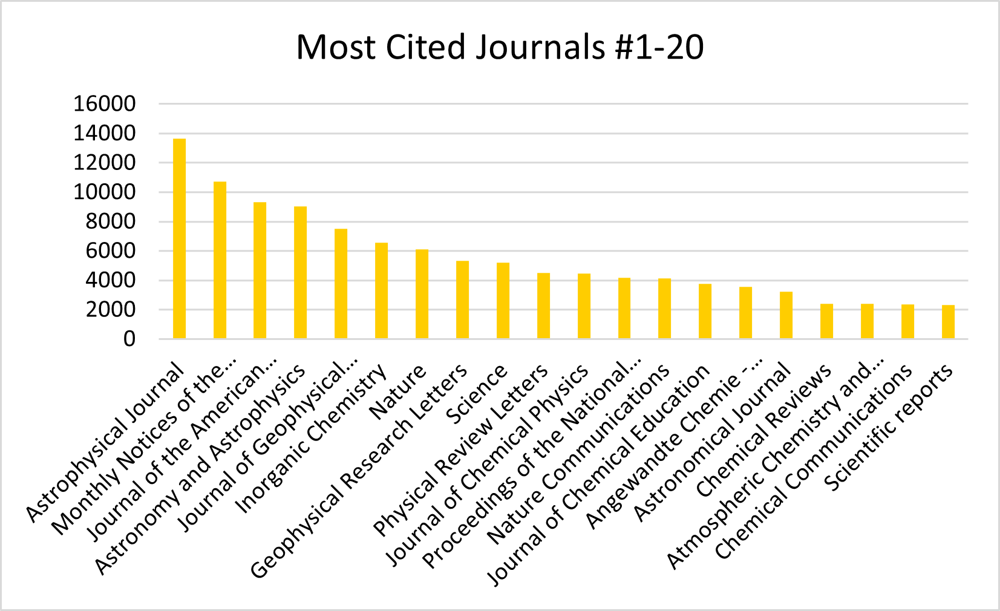 Most Cited Journals #1-20
16000
14000
12000
10000
8000
6000
4000
2000
0
Astrophysical Journal
Monthly Notices of the...
Journal of the American...
Astronomy and Astrophysics
Journal of Geophysical...
Inorganic Chemistry
Nature
Geophysical Research Letters
Science
Physical Review Letters
Journal of Chemical Physics
Proceedings of the National...
Nature Communications
Journal of Chemical Education
Angewandte Chemie -...
Astronomical Journal
Chemical Reviews
Atmospheric Chemistry and...
Chemical Communications
Scientific reports